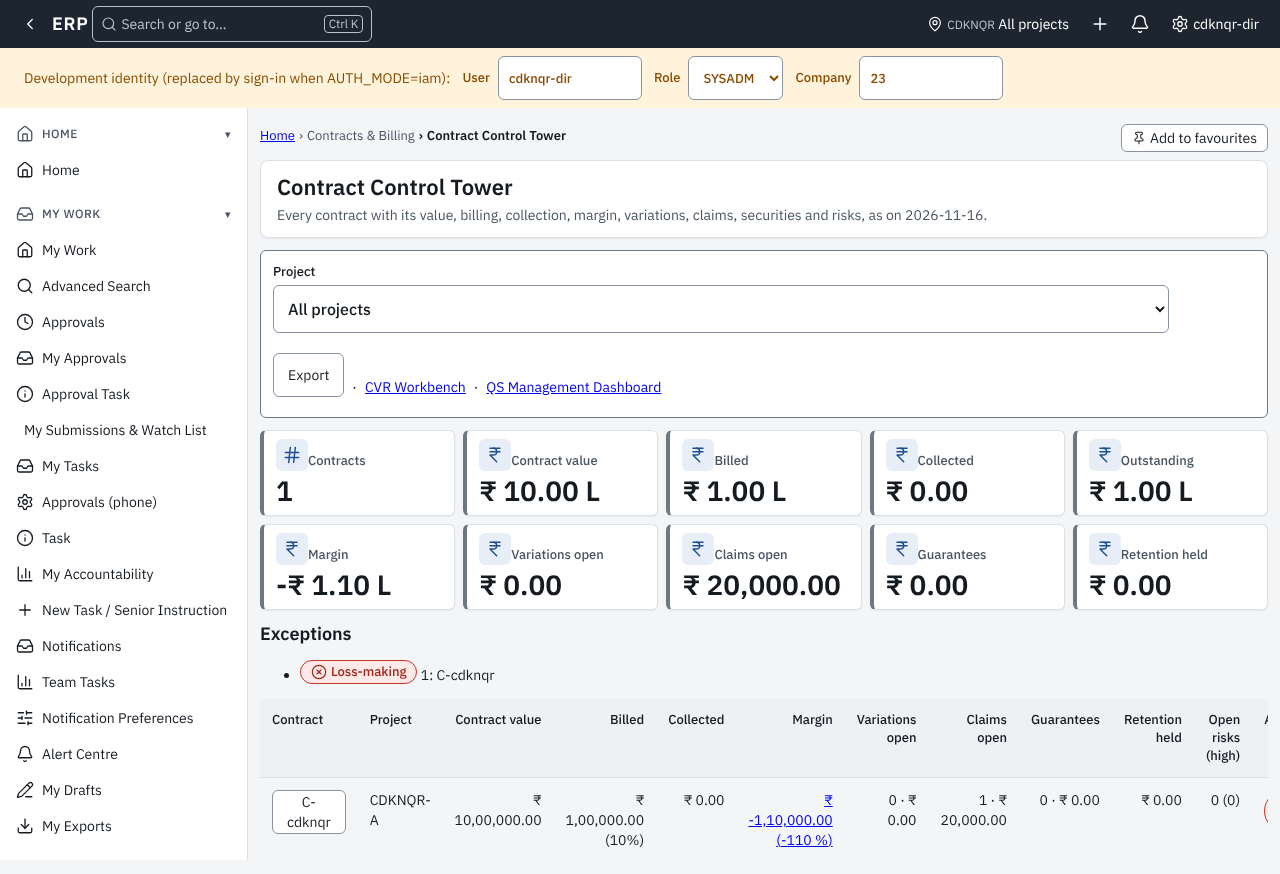 ERP Search or go to... Ctrl K CDKNQR All projects cdknqr-dir
Development identity (replaced by sign-in when AUTH_MODE=iam): User cdknqr-dir Role SYSADM Company 23
HOME
Home
MY WORK
My Work
Advanced Search
Approvals
My Approvals
Approval Task
My Submissions & Watch List
My Tasks
Approvals (phone)
Task
My Accountability
New Task / Senior Instruction
Notifications
Team Tasks
Notification Preferences
Alert Centre
My Drafts
My Exports
Home › Contracts & Billing › Contract Control Tower
Add to favourites
Contract Control Tower
Every contract with its value, billing, collection, margin, variations, claims, securities and risks, as on 2026-11-16.
Project
All projects
Export · CVR Workbench · QS Management Dashboard
# Contracts
1
₹ Contract value
₹ 10.00 L
₹ Billed
₹ 1.00 L
₹ Collected
₹ 0.00
₹ Outstanding
₹ 1.00 L
₹ Margin
-₹ 1.10 L
₹ Variations open
₹ 0.00
₹ Claims open
₹ 20,000.00
₹ Guarantees
₹ 0.00
₹ Retention held
₹ 0.00
Exceptions
• Loss-making 1: C-cdknqr
Contract Project Contract value Billed Collected Margin Variations open Claims open Guarantees Retention held Open risks (high)
C-cdknqr CDKNQR-A ₹ 10,00,000.00 ₹ 1,00,000.00 (10%) ₹ 0.00 ₹ -1,10,000.00 (-110 %) 0 · ₹ 0.00 1 · ₹ 20,000.00 0 · ₹ 0.00 ₹ 0.00 0 (0)